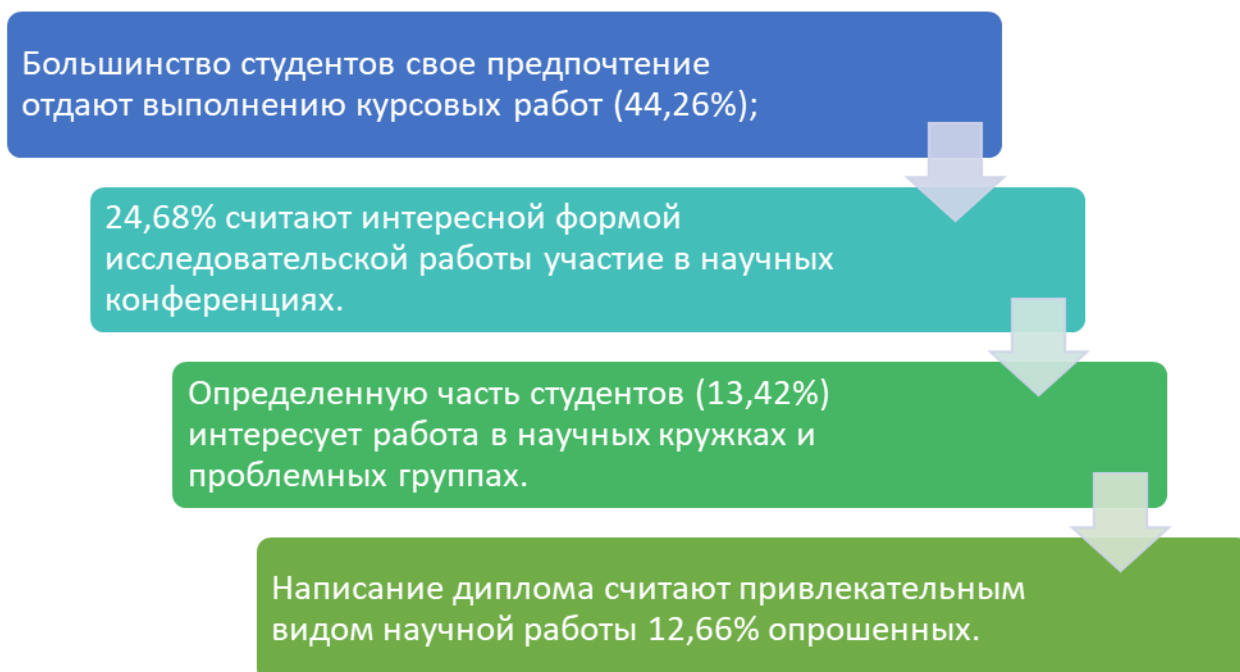 Большинство студентов свое предпочтение
отдают выполнению курсовых работ (44,26%);
24,68% считают интересной формой
исследовательской работы участие в научных
конференциях.
Определенную часть студентов (13,42%)
интересует работа в научных кружках и
проблемных группах.
Написание диплома считают привлекательным
видом научной работы 12,66% опрошенных.